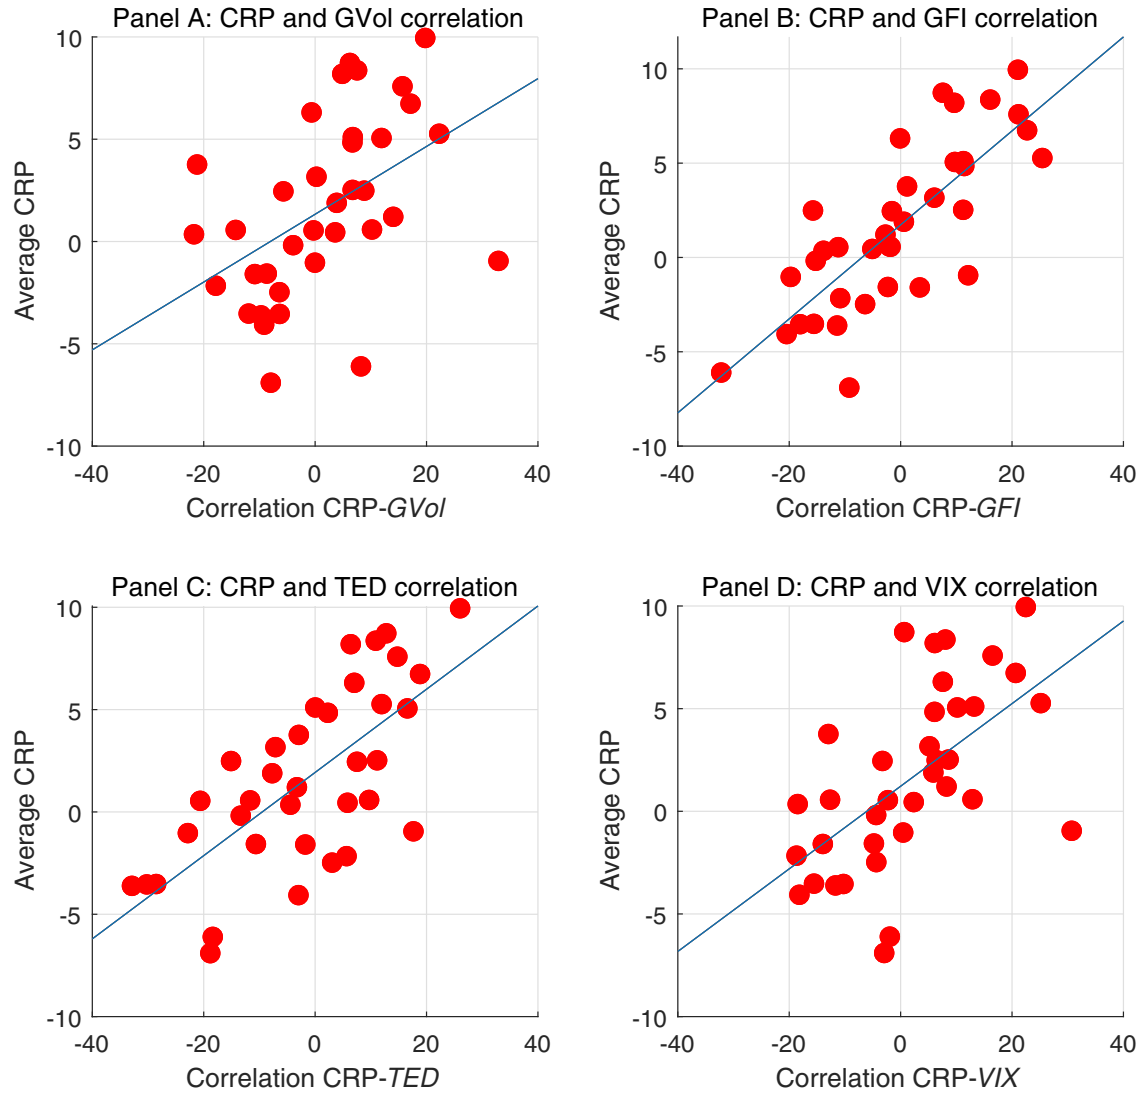 Panel A: CRP and GVol correlation
10
5
0
-5
-10
Average CRP
-40 -20 0 20 40
Correlation CRP-GVol
Panel B: CRP and GFI correlation
10
5
0
-5
-10
Average CRP
-40 -20 0 20 40
Correlation CRP-GFI
Panel C: CRP and TED correlation
10
5
0
-5
-10
Average CRP
-40 -20 0 20 40
Correlation CRP-TED
Panel D: CRP and VIX correlation
10
5
0
-5
-10
Average CRP
-40 -20 0 20 40
Correlation CRP-VIX